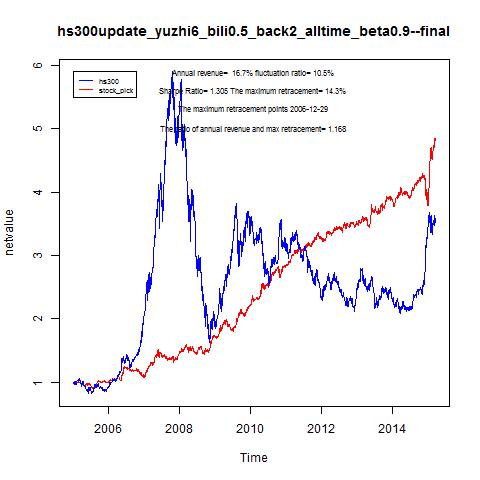 hs300update_yuzhi6_bili0.5_back2_alltime_beta0.9--final
hs300
stock_pick
Annual revenue= 16.7% fluctuation ratio= 10.5%
Sharpe Ratio= 1.305 The maximum retracement= 14.3%
The maximum retracement points 2006-12-29
The ratio of annual revenue and max retracement= 1.168
netvalue
6
5
4
3
2
1
2006 2008 2010 2012 2014
Time